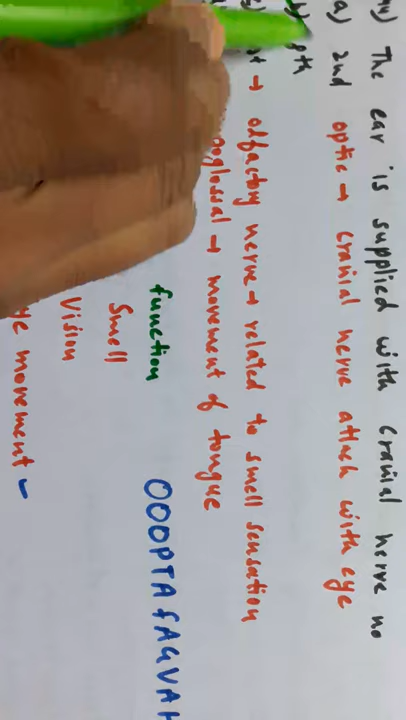 The ear is supplied with cranial nerve no
a) 2nd optic → cranial nerve attach with eye
→ olfactory nerve → related to smell sensation
→ movement of tongue
function
Smell OOOPTAfAGVAH
Vision
movement -